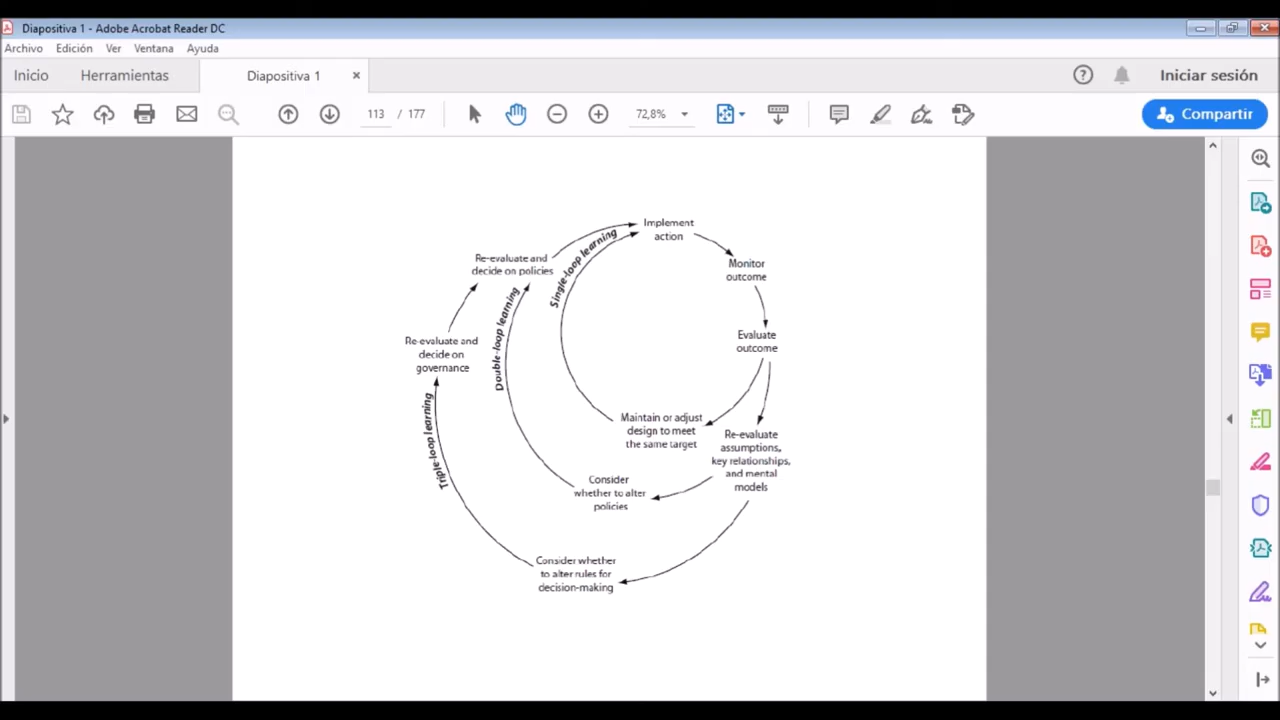 Diapositiva 1 - Adobe Acrobat Reader DC
Archivo Edición Ver Ventana Ayuda
Inicio Herramientas Diapositiva 1 Iniciar sesión
113 / 177 72,8% Compartir
Implement
action
Monitor
outcome
Evaluate
outcome
Maintain or adjust
design to meet
the same target
Single-loop learning
Re-evaluate
assumptions,
key relationships,
and mental
models
Consider
whether to alter
policies
Double-loop learning
Re-evaluate and
decide on policies
Consider whether
to alter rules for
decision-making
Triple-loop learning
Re-evaluate and
decide on
governance